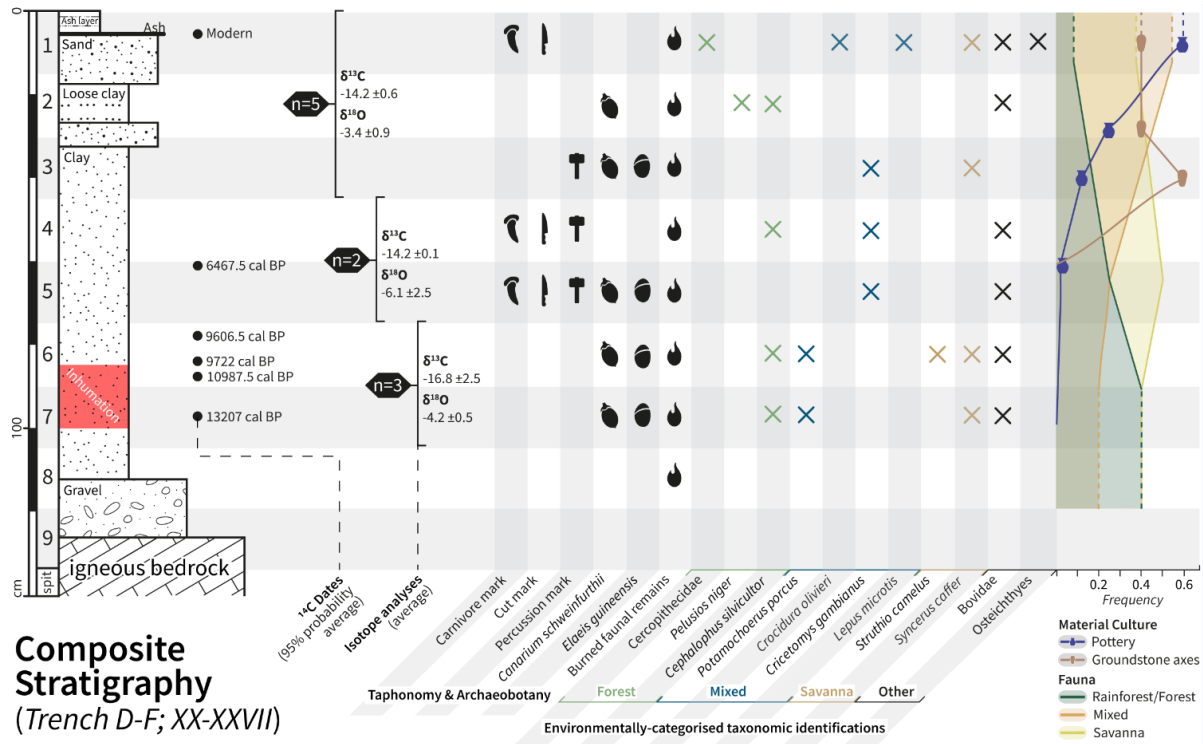 0
Ash layer
Ash
1
Sand
Modern
2
Loose clay
3
Clay
4
5
6467.5 cal BP
6
9606.5 cal BP
9722 cal BP
10987.5 cal BP
Inhumation
7
13207 cal BP
100
8
Gravel
9
igneous bedrock
cm
spit
n=5
δ¹³C
-14.2 ±0.6
δ¹⁸O
-3.4 ±0.9
n=2
δ¹³C
-14.2 ±0.1
δ¹⁸O
-6.1 ±2.5
n=3
δ¹³C
-16.8 ±2.5
δ¹⁸O
-4.2 ±0.5
¹⁴C Dates
(95% probability
average)
Isotope analyses
(average)
Carnivore mark
Cut mark
Percussion mark
Canarium schweinfurthii
Elaeis guineensis
Burned faunal remains
Cercopithecidae
Pelusios niger
Cephalophus silvicultor
Potamochoerus porcus
Crocidura olivieri
Cricetomys gambianus
Lepus microtis
Struthio camelus
Syncerus caffer
Bovidae
Osteichthyes
Taphonomy & Archaeobotany
Forest
Mixed
Savanna
Other
Environmentally-categorised taxonomic identifications
0.2
0.4
0.6
Frequency
Material Culture
Pottery
Groundstone axes
Fauna
Rainforest/Forest
Mixed
Savanna
Composite
Stratigraphy
(Trench D-F; XX-XXVII)